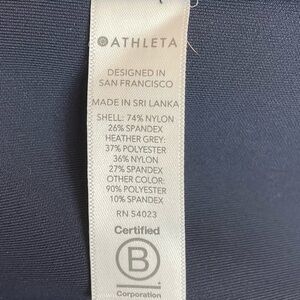 ATHLETA
DESIGNED IN
SAN FRANCISCO
MADE IN SRI LANKA
SHELL: 74% NYLON
26% SPANDEX
HEATHER GREY:
37% POLYESTER
36% NYLON
27% SPANDEX
OTHER COLOR:
90% POLYESTER
10% SPANDEX
RN 54023
Certified
B
Corporation